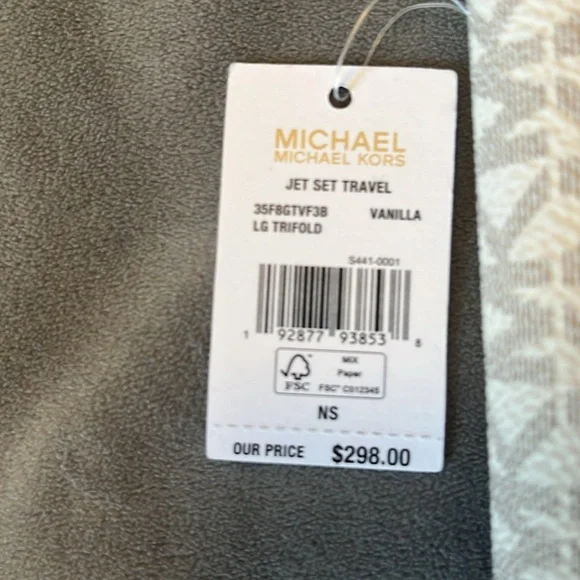 MICHAEL
MICHAEL KORS
JET SET TRAVEL
35F8GTVF3B VANILLA
LG TRIFOLD
S441-0001
1 92877 93853 8
FSC
MIX
Paper
FSC® C012345
NS
OUR PRICE $298.00